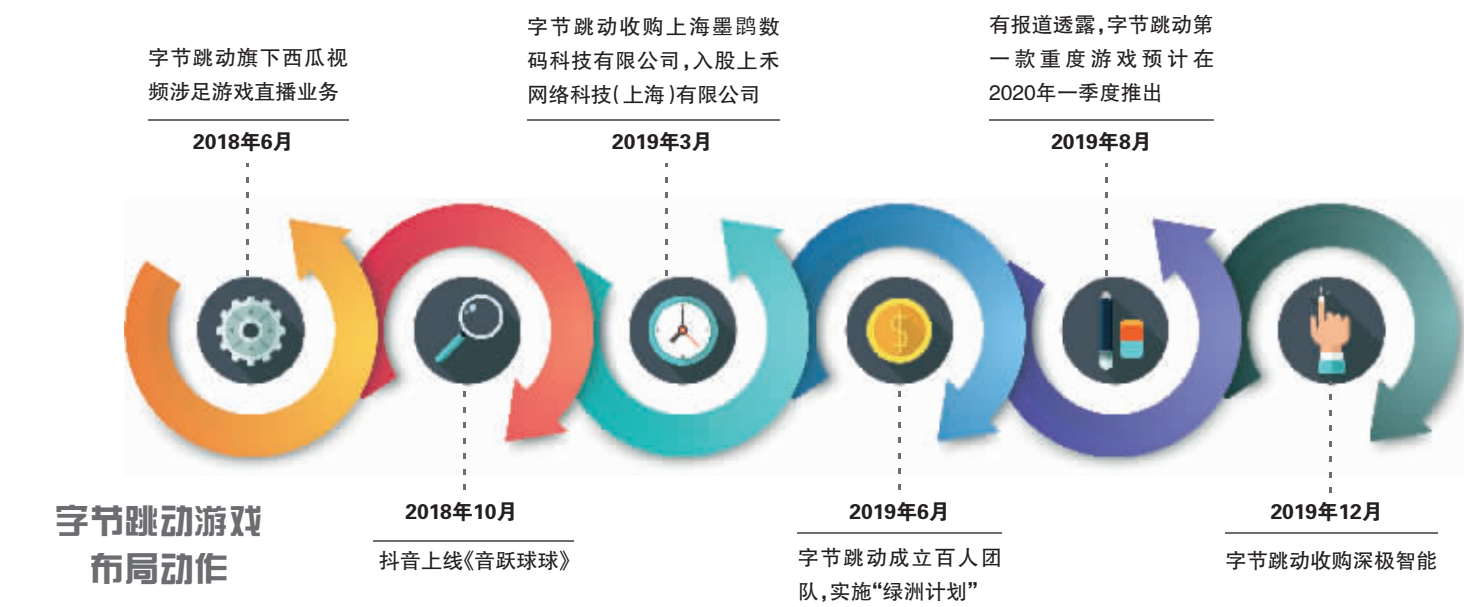 字节跳动旗下西瓜视
频涉足游戏直播业务
2018年6月
字节跳动收购上海墨鹍数
码科技有限公司,入股上禾
网络科技(上海)有限公司
2019年3月
有报道透露,字节跳动第
一款重度游戏预计在
2020年一季度推出
2019年8月
字节跳动游戏
布局动作
2018年10月
抖音上线《音跃球球》
2019年6月
字节跳动成立百人团
队,实施“绿洲计划”
2019年12月
字节跳动收购深极智能